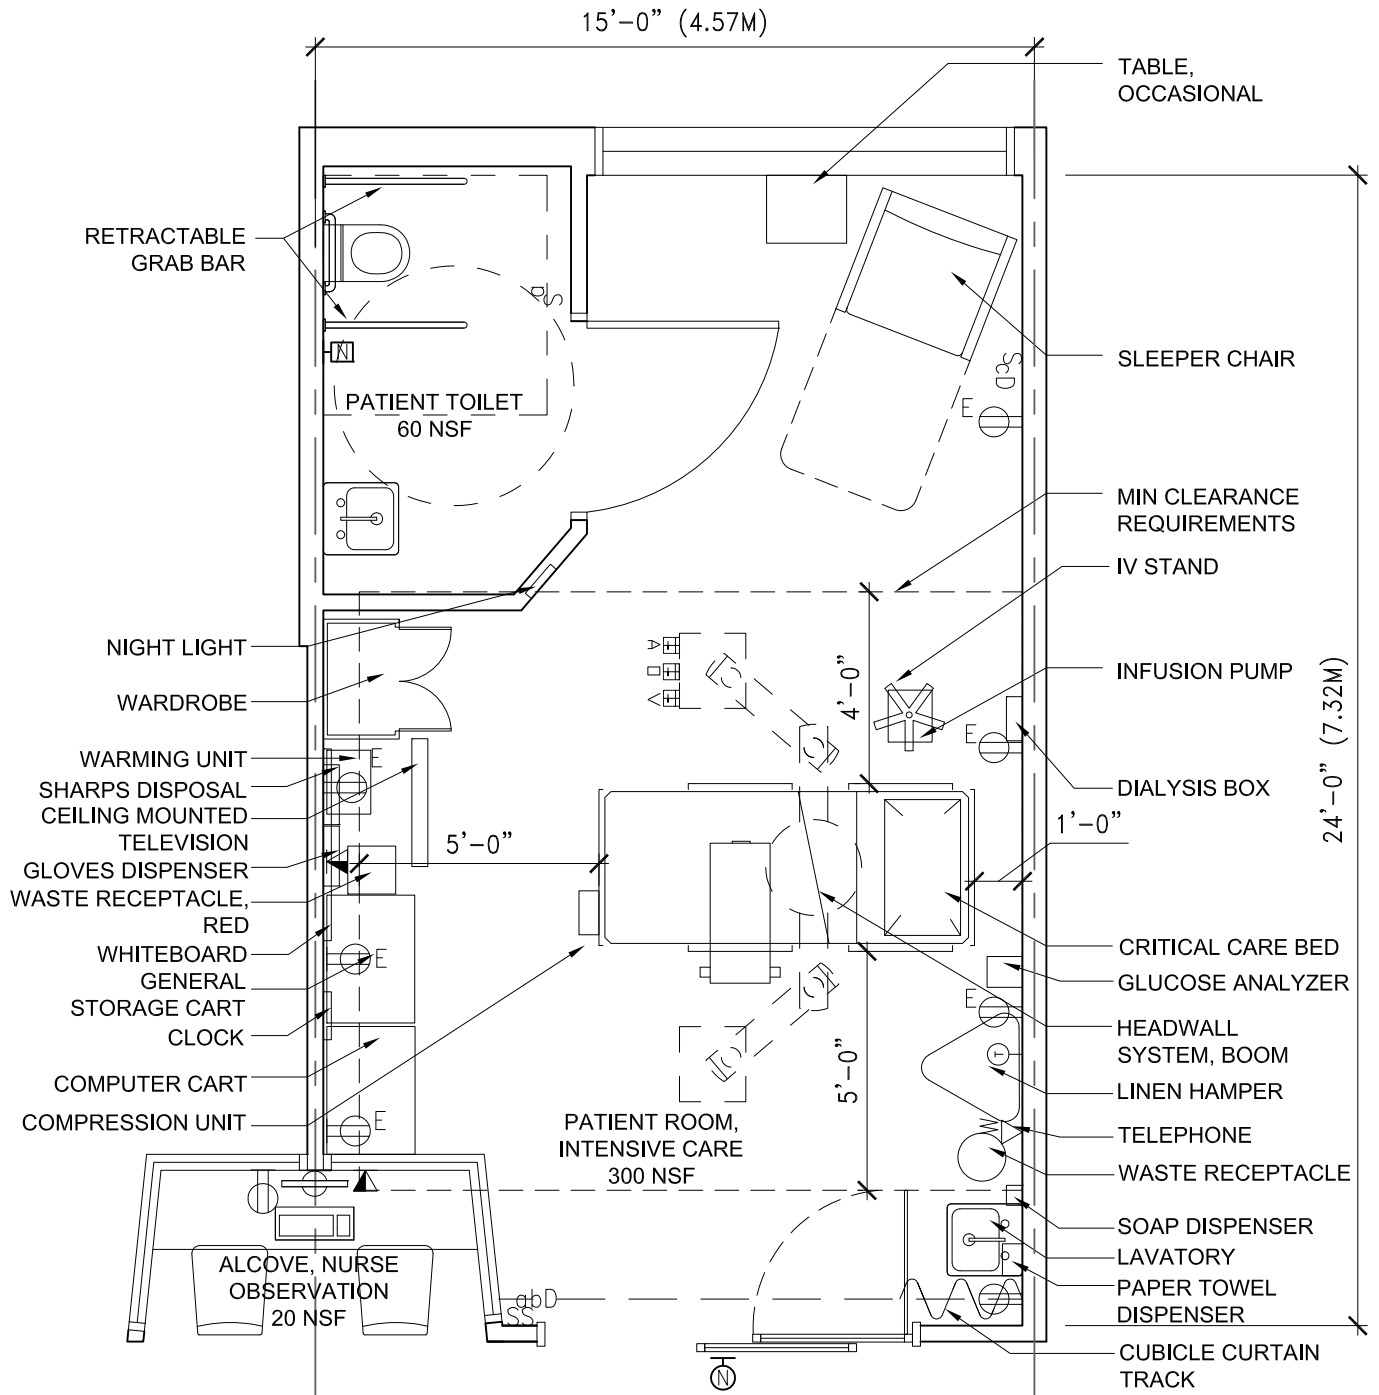 15’-0” (4.57M)
TABLE,
OCCASIONAL
RETRACTABLE
GRAB BAR
a
S
N
SLEEPER CHAIR
ScD
E
PATIENT TOILET
60 NSF
MIN CLEARANCE
REQUIREMENTS
IV STAND
NIGHT LIGHT
WARDROBE
INFUSION PUMP
4’-0”
24’-0” (7.32M)
E
WARMING UNIT
E
SHARPS DISPOSAL
CEILING MOUNTED
TELEVISION
GLOVES DISPENSER
WASTE RECEPTACLE,
RED
WHITEBOARD
GENERAL
STORAGE CART
E
CLOCK
COMPUTER CART
COMPRESSION UNIT
E
5’-0”
DIALYSIS BOX
1’-0”
CRITICAL CARE BED
GLUCOSE ANALYZER
E
HEADWALL
SYSTEM, BOOM
T
LINEN HAMPER
5’-0”
W
TELEPHONE
WASTE RECEPTACLE
PATIENT ROOM,
INTENSIVE CARE
300 NSF
SOAP DISPENSER
LAVATORY
PAPER TOWEL
DISPENSER
CUBICLE CURTAIN
TRACK
ALCOVE, NURSE
OBSERVATION
20 NSF
abD
SS
N